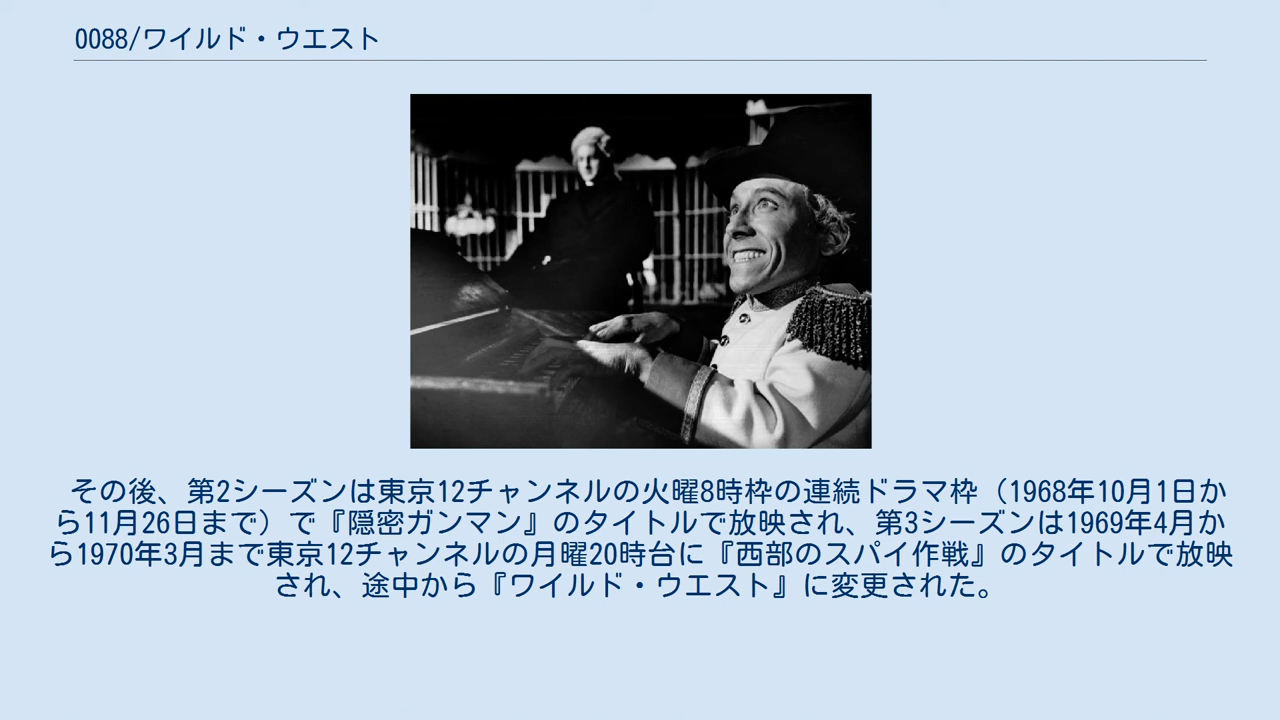 0088/ワイルド・ウエスト
その後、第2シーズンは東京12チャンネルの火曜8時枠の連続ドラマ枠（1968年10月1日か
ら11月26日まで）で『隠密ガンマン』のタイトルで放映され、第3シーズンは1969年4月か
ら1970年3月まで東京12チャンネルの月曜20時台に『西部のスパイ作戦』のタイトルで放映
され、途中から『ワイルド・ウエスト』に変更された。